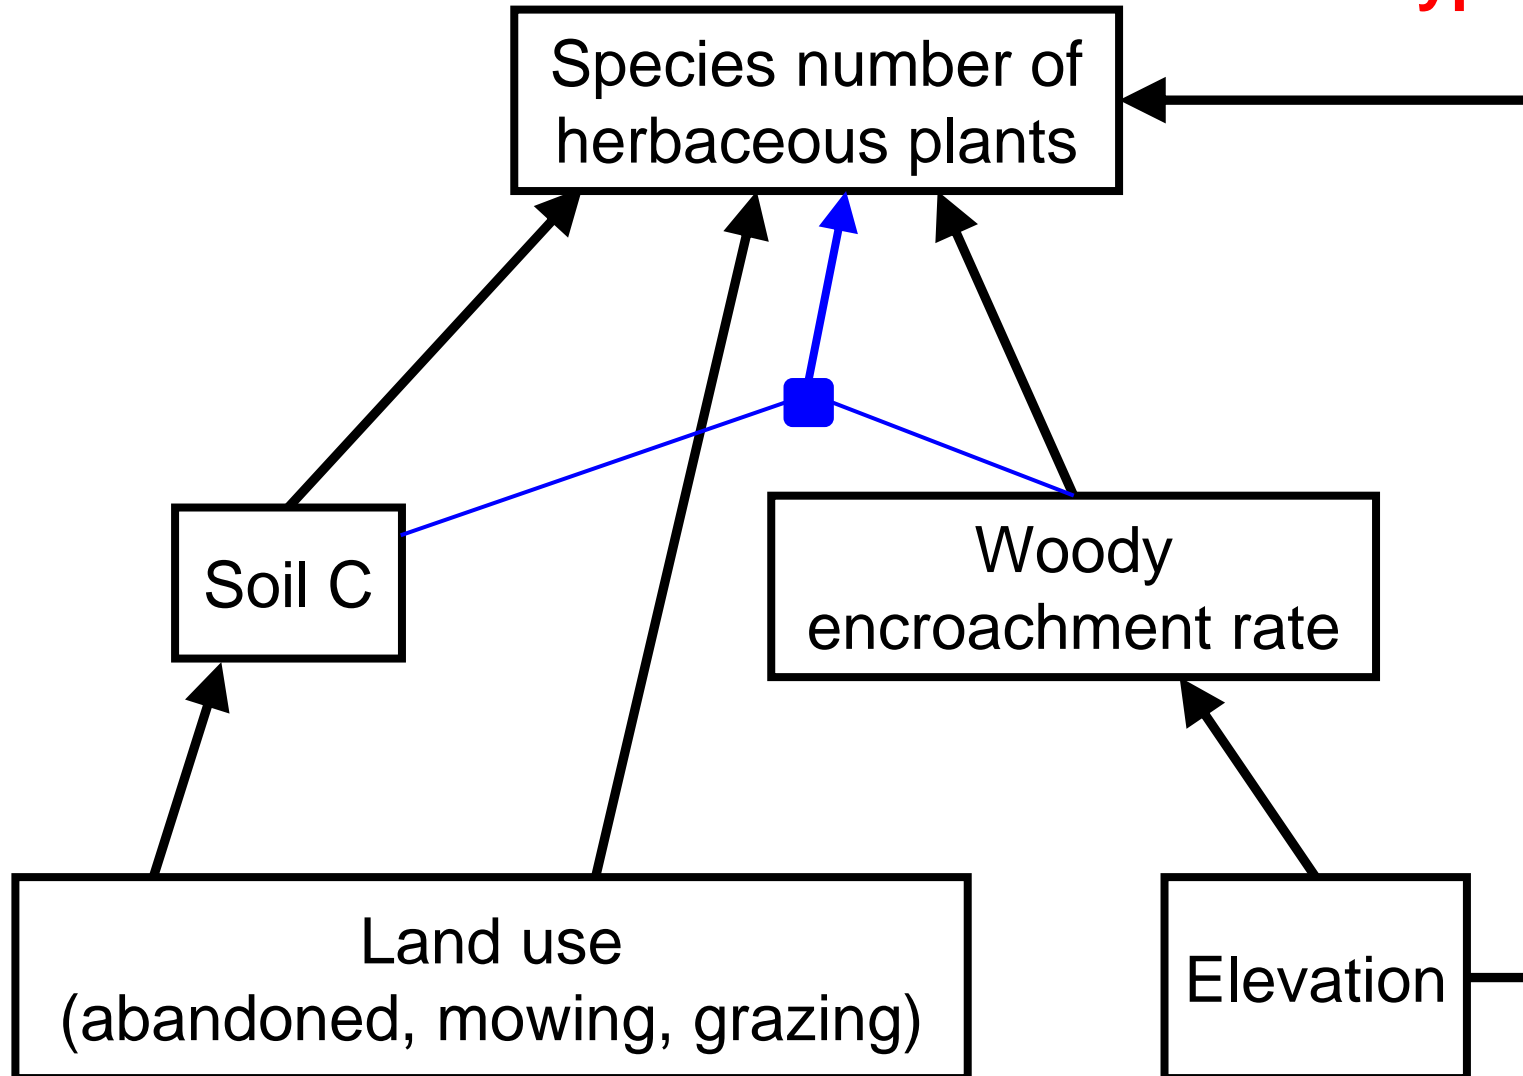 Species number of
herbaceous plants
Soil C
Woody
encroachment rate
Land use
(abandoned, mowing, grazing)
Elevation